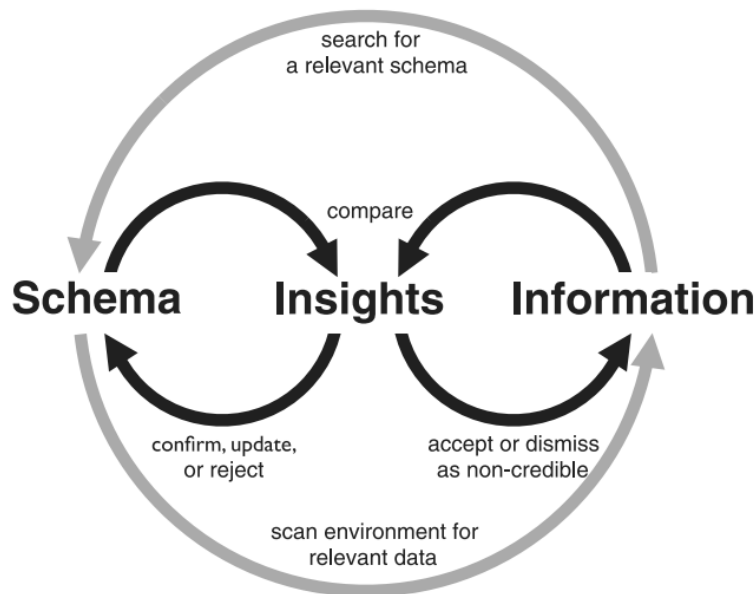 search for
a relevant schema
compare
Schema
Insights
Information
confirm, update,
or reject
accept or dismiss
as non-credible
scan environment for
relevant data